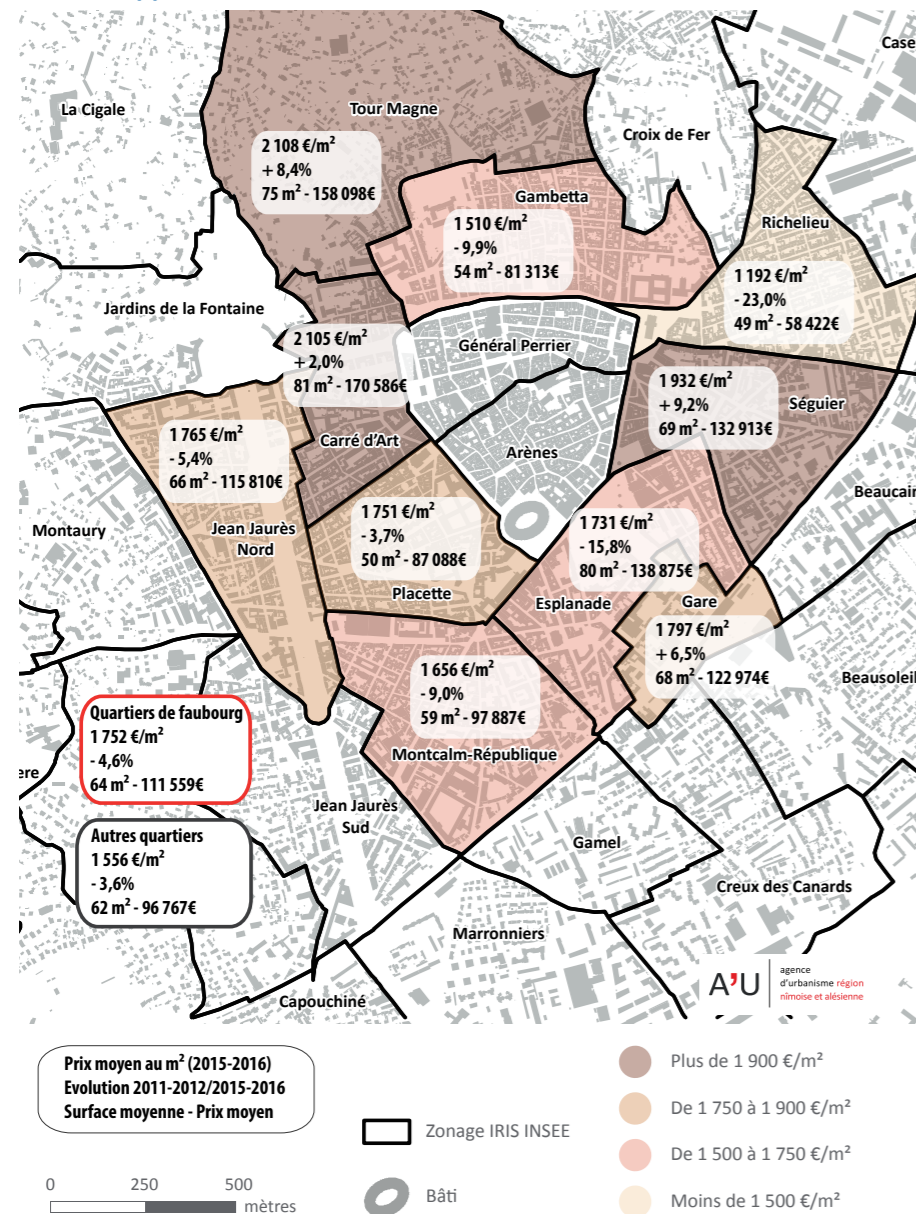 Case
La Cigale
Tour Magne
Croix de Fer
2 108 €/m²
+ 8,4%
75 m² - 158 098€
Gambetta
1 510 €/m²
- 9,9%
54 m² - 81 313€
Richelieu
1 192 €/m²
- 23,0%
49 m² - 58 422€
Jardins de la Fontaine
2 105 €/m²
+ 2,0%
81 m² - 170 586€
Général Perrier
1 932 €/m²
+ 9,2%
69 m² - 132 913€
Séguier
Carré d'Art
Arènes
1 765 €/m²
- 5,4%
66 m² - 115 810€
Beaucair
Montaury
Jean Jaurès
Nord
1 751 €/m²
- 3,7%
50 m² - 87 088€
Placette
1 731 €/m²
- 15,8%
80 m² - 138 875€
Esplanade
Gare
1 797 €/m²
+ 6,5%
68 m² - 122 974€
Beausoleil
1 656 €/m²
- 9,0%
59 m² - 97 887€
Montcalm-République
Quartiers de faubourg
1 752 €/m²
- 4,6%
64 m² - 111 559€
ere
Jean Jaurès
Sud
Autres quartiers
1 556 €/m²
- 3,6%
62 m² - 96 767€
Gamel
Creux des Canards
Marronniers
Capouchiné
A'U
agence
d'urbanisme région
nîmoise et alésienne
Prix moyen au m² (2015-2016)
Evolution 2011-2012/2015-2016
Surface moyenne - Prix moyen
Zonage IRIS INSEE
Bâti
Plus de 1 900 €/m²
De 1 750 à 1 900 €/m²
De 1 500 à 1 750 €/m²
Moins de 1 500 €/m²
0 250 500
mètres